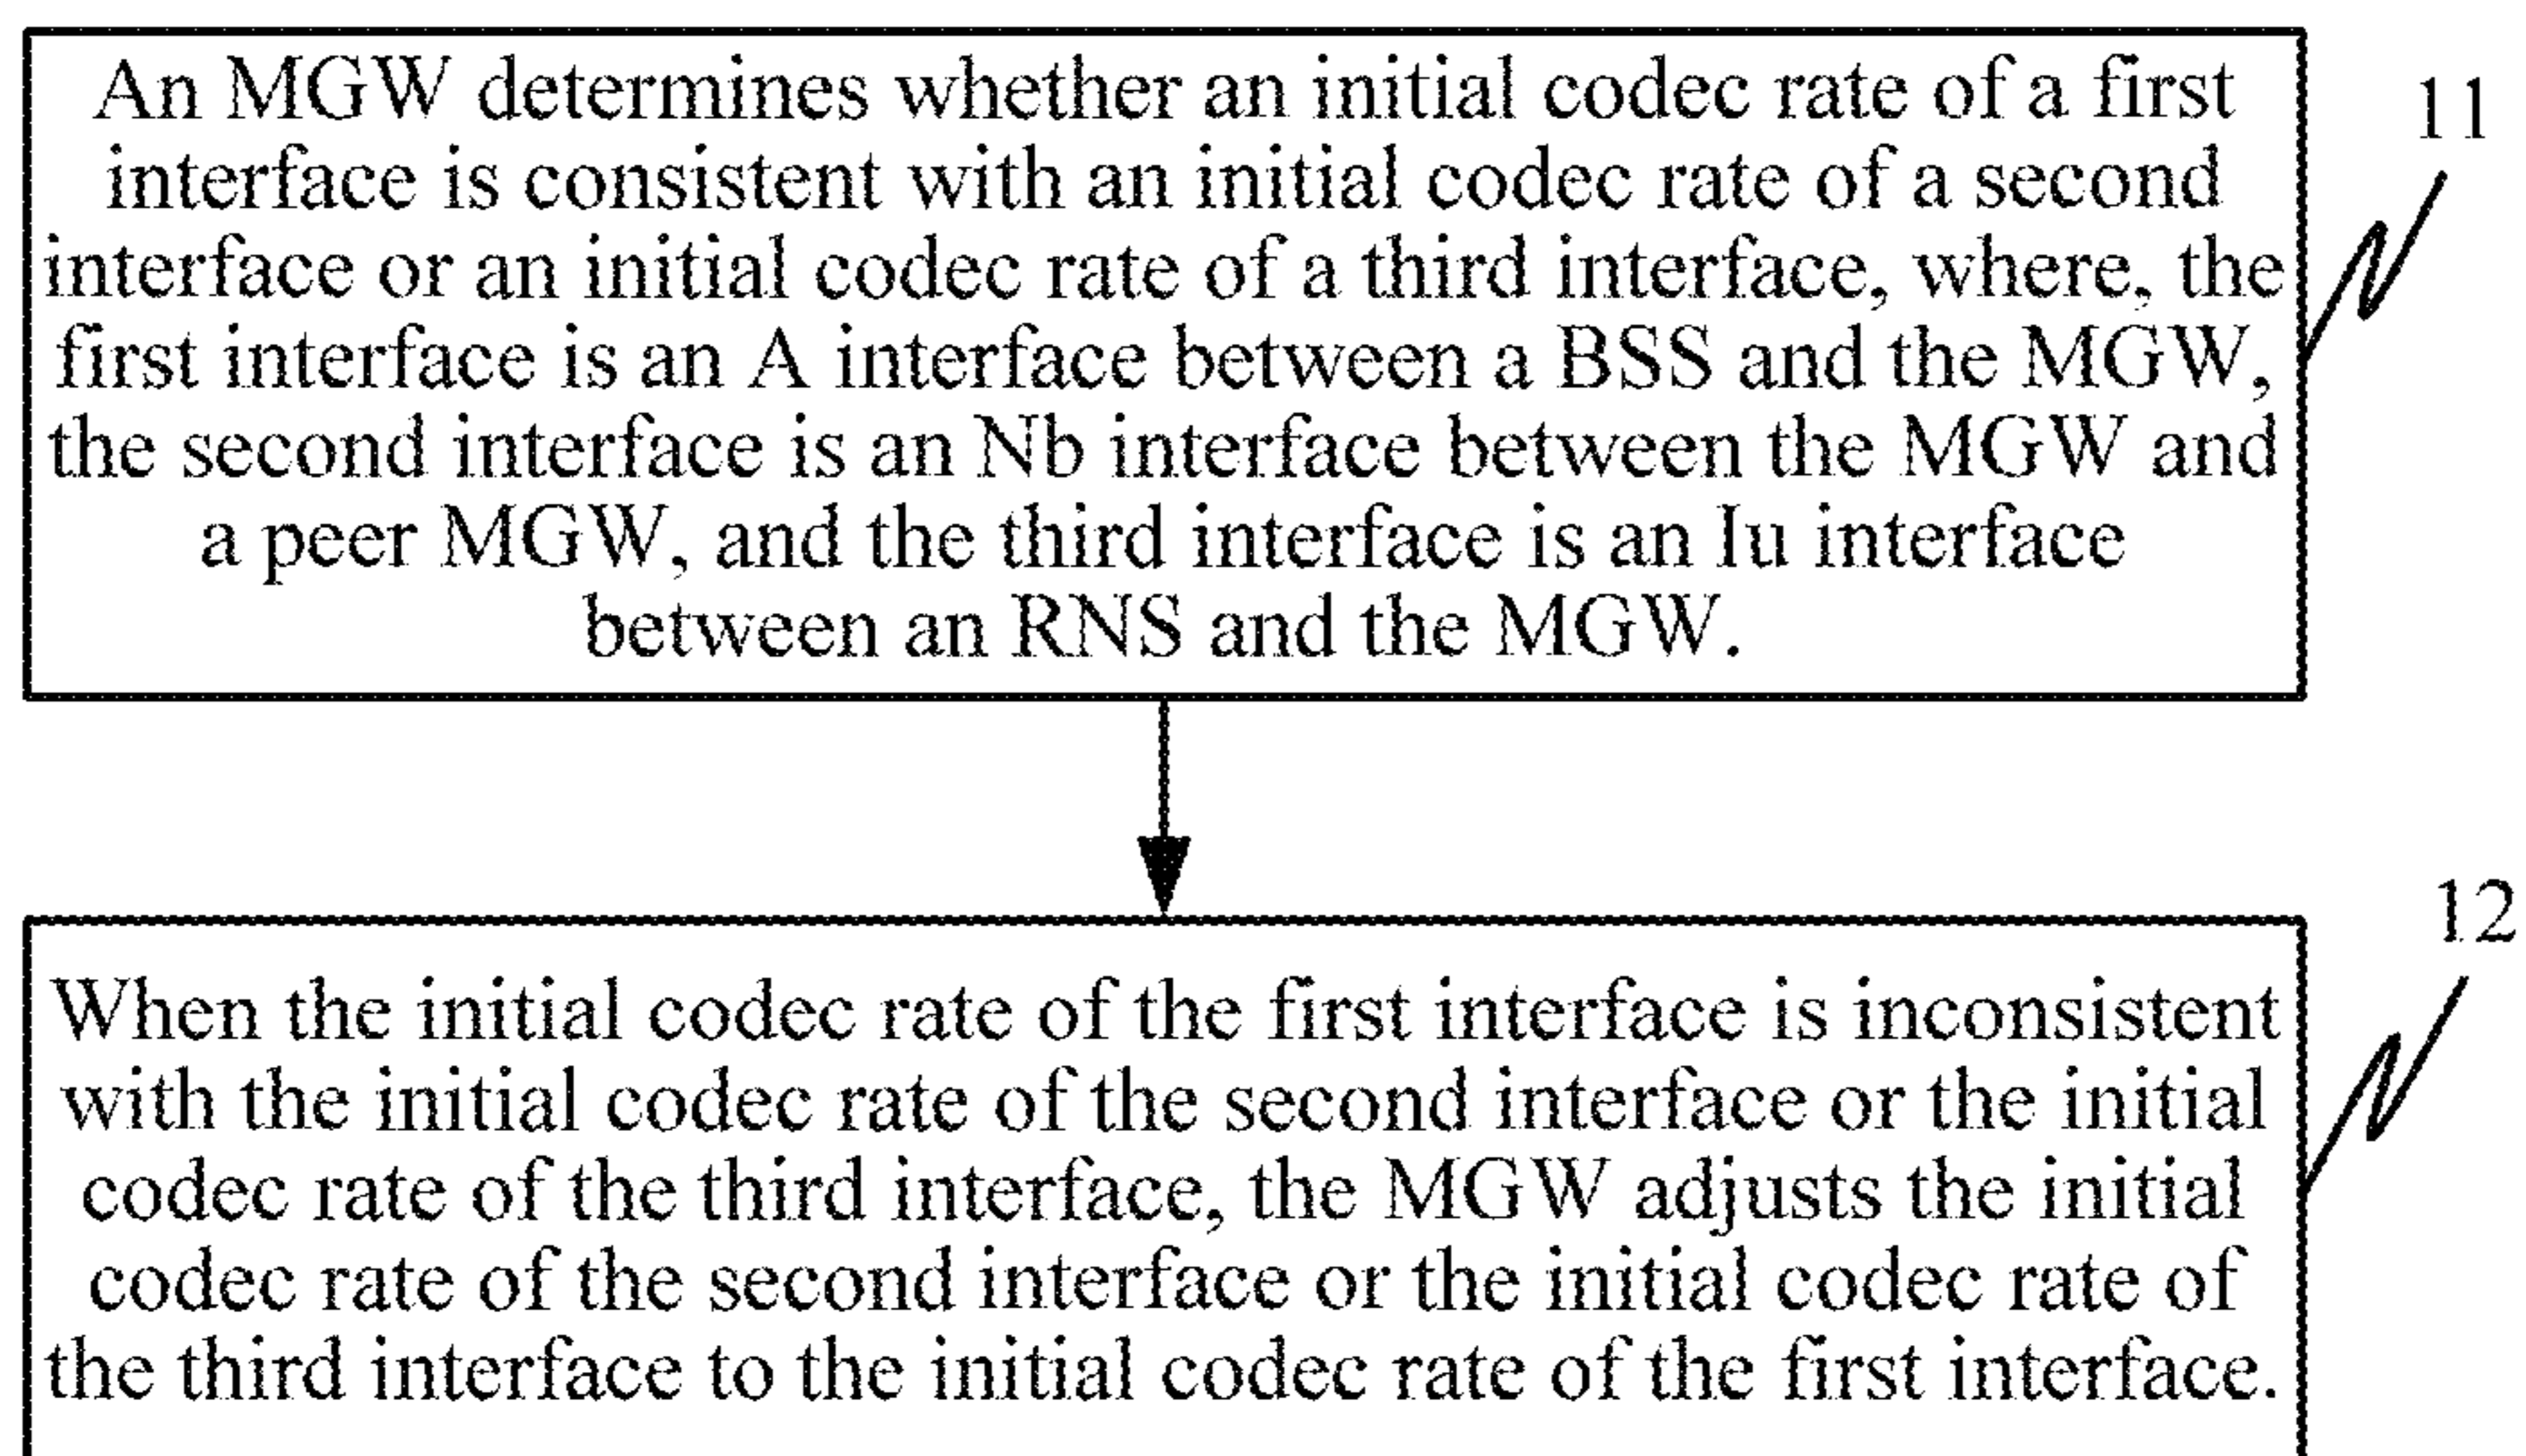 An MGW determines whether an initial codec rate of a first
interface is consistent with an initial codec rate of a second
interface or an initial codec rate of a third interface, where, the
first interface is an A interface between a BSS and the MGW,
the second interface is an Nb interface between the MGW and
a peer MGW, and the third interface is an Iu interface
between an RNS and the MGW.
11
When the initial codec rate of the first interface is inconsistent
with the initial codec rate of the second interface or the initial
codec rate of the third interface, the MGW adjusts the initial
codec rate of the second interface or the initial codec rate of
the third interface to the initial codec rate of the first interface.
12